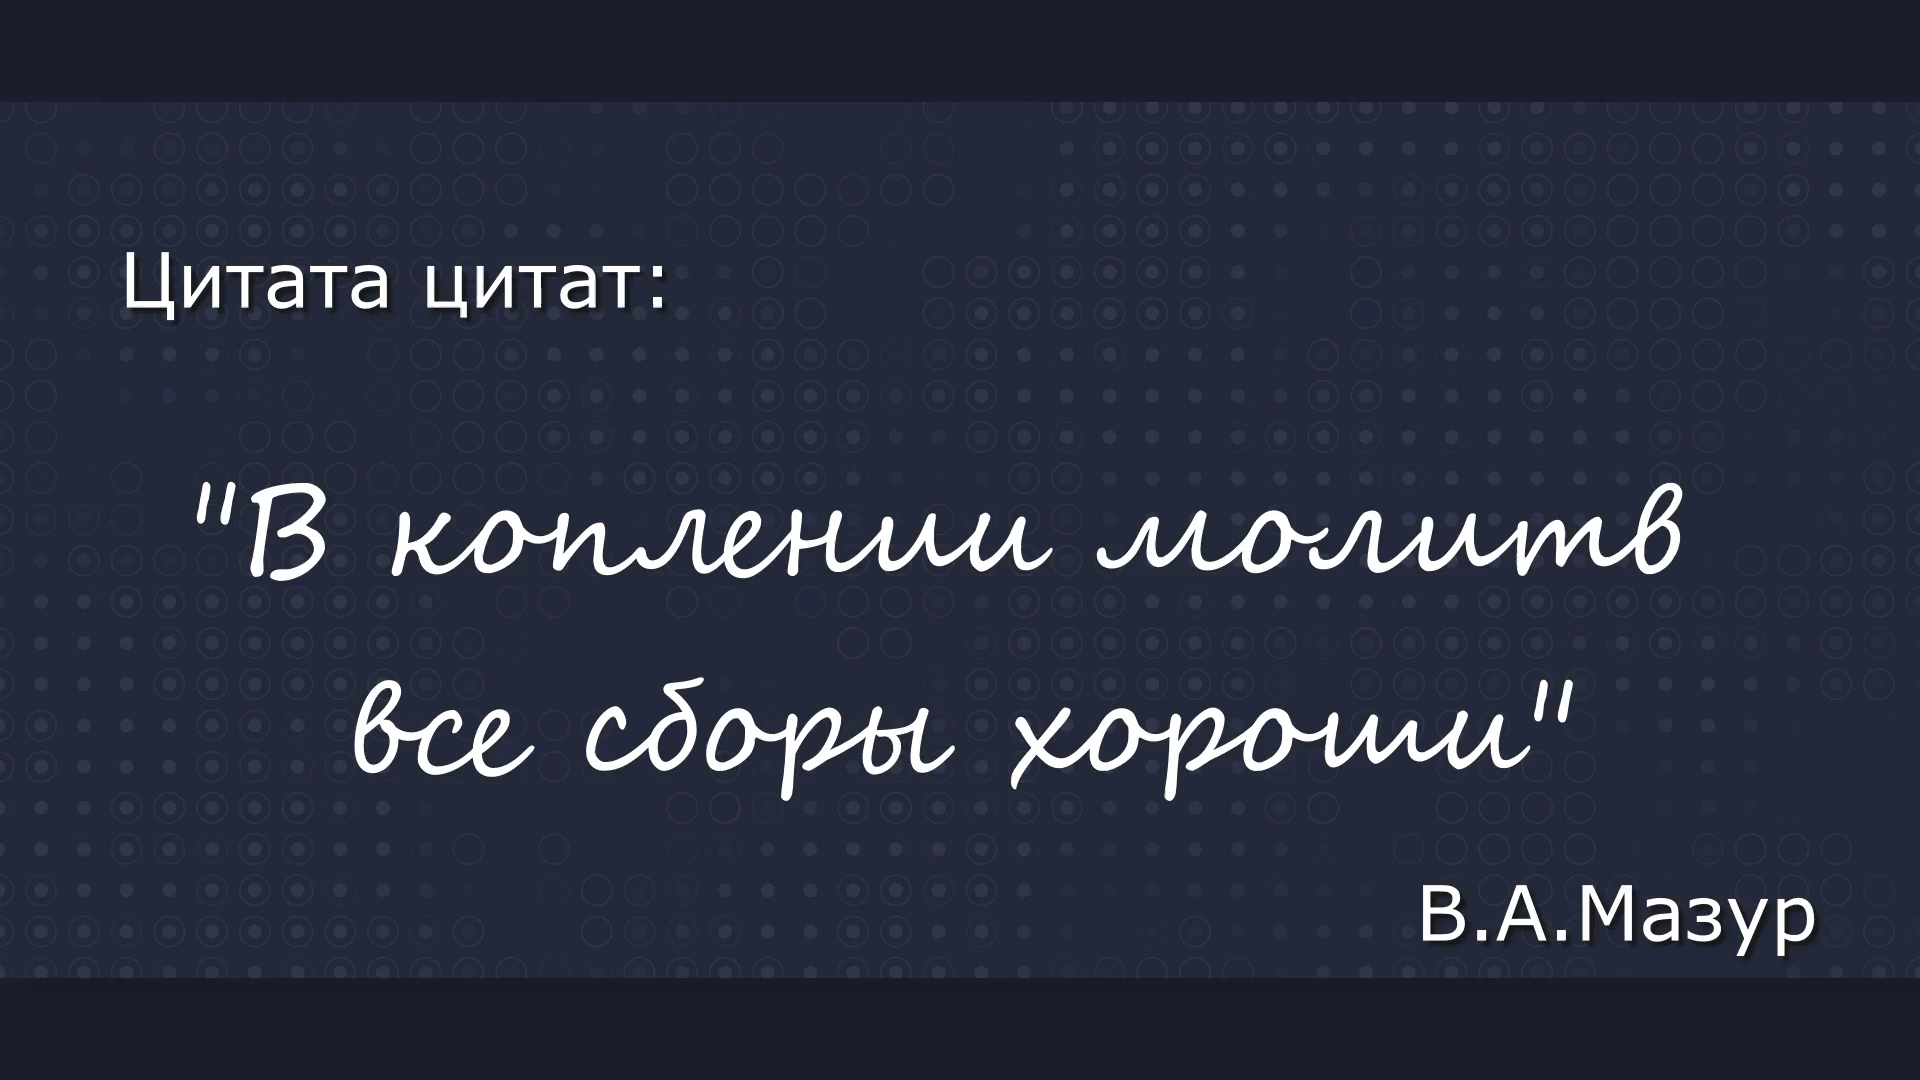 Цитата цитат:
"В коплении молитв
все сборы хороши"
В.А.Мазур